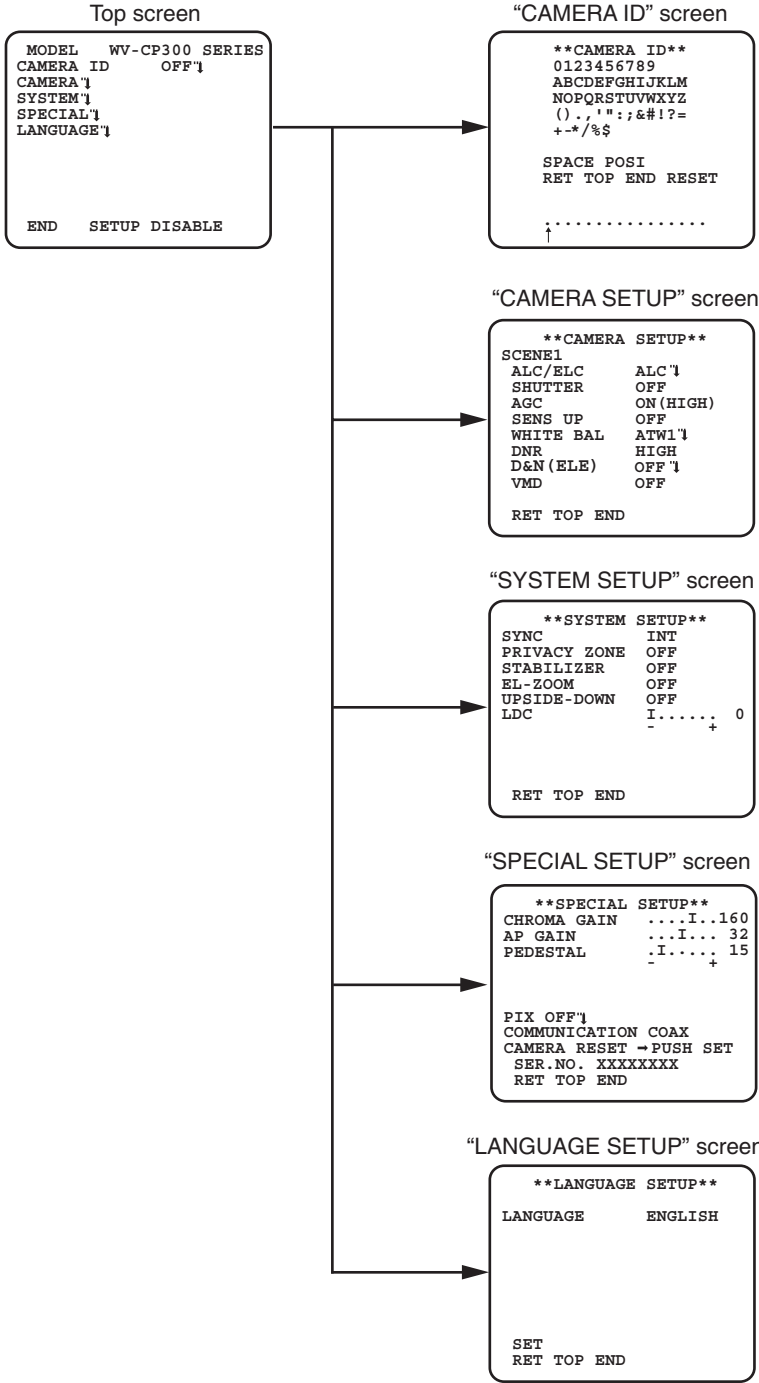 Top screen
MODEL WV-CP300 SERIES
CAMERA ID OFF
CAMERA
SYSTEM
SPECIAL
LANGUAGE
END SETUP DISABLE
“CAMERA ID” screen
**CAMERA ID**
0123456789
ABCDEFGHIJKLM
NOPQRSTUVWXYZ
().,'":;&#!?=
+-*/%$
SPACE POSI
RET TOP END RESET
................
↑
“CAMERA SETUP” screen
**CAMERA SETUP**
SCENE1
ALC/ELC ALC
SHUTTER OFF
AGC ON(HIGH)
SENS UP OFF
WHITE BAL ATW1
DNR HIGH
D&N(ELE) OFF
VMD OFF
RET TOP END
“SYSTEM SETUP” screen
**SYSTEM SETUP**
SYNC INT
PRIVACY ZONE OFF
STABILIZER OFF
EL-ZOOM OFF
UPSIDE-DOWN OFF
LDC I...... 0
- +
RET TOP END
“SPECIAL SETUP” screen
**SPECIAL SETUP**
CHROMA GAIN ....I..160
AP GAIN ...I... 32
PEDESTAL .I..... 15
- +
PIX OFF
COMMUNICATION COAX
CAMERA RESET →PUSH SET
SER.NO. XXXXXXXX
RET TOP END
“LANGUAGE SETUP” screen
**LANGUAGE SETUP**
LANGUAGE ENGLISH
SET
RET TOP END